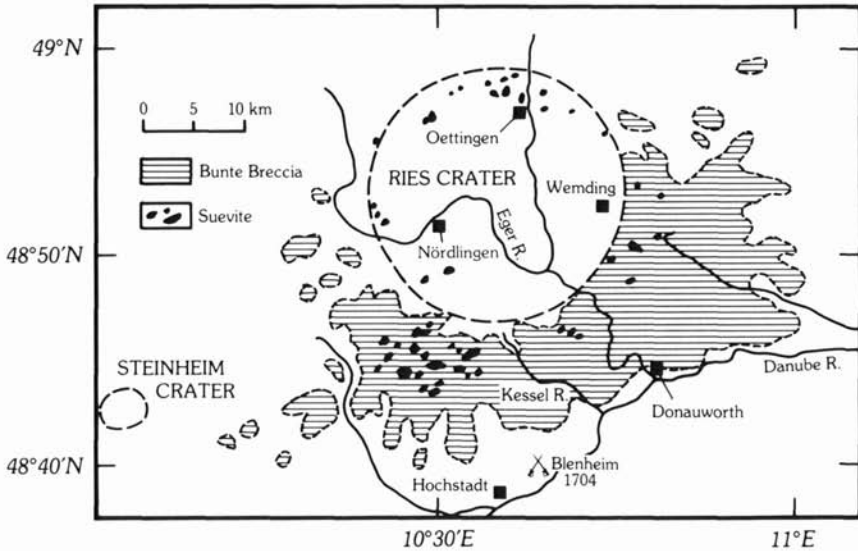 49°N
0 5 10 km
Bunte Breccia
Suevite
Oettingen
RIES CRATER
Wemding
Eger R.
Nördlingen
48°50'N
STEINHEIM
CRATER
Kessel R.
Danube R.
Donauworth
48°40'N
Blenheim
1704
Hochstadt
10°30'E
11°E